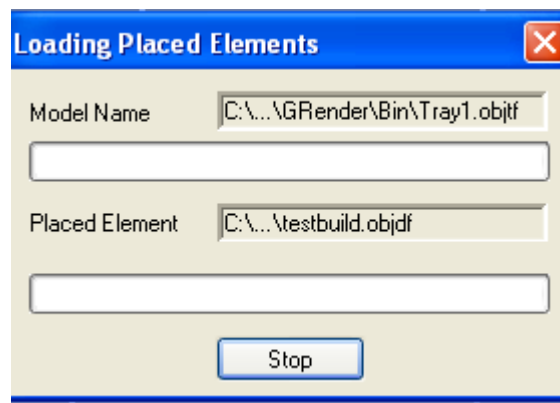 Loading Placed Elements
Model Name C:\...\GRender\Bin\Tray1.objtf
Placed Element C:\...\testbuild.objdf
Stop